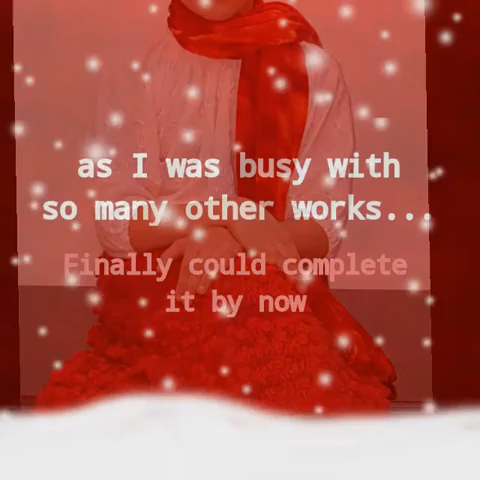 as I was busy with
so many other works...
Finally could complete
it by now